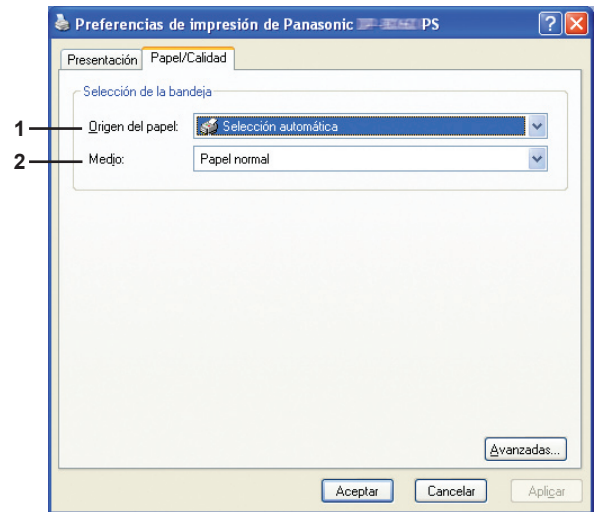 Preferencias de impresión de Panasonic PS
Presentación Papel/Calidad
Selección de la bandeja
1 Origen del papel: Selección automática
2 Medio: Papel normal
Avanzadas...
Aceptar Cancelar Aplicar